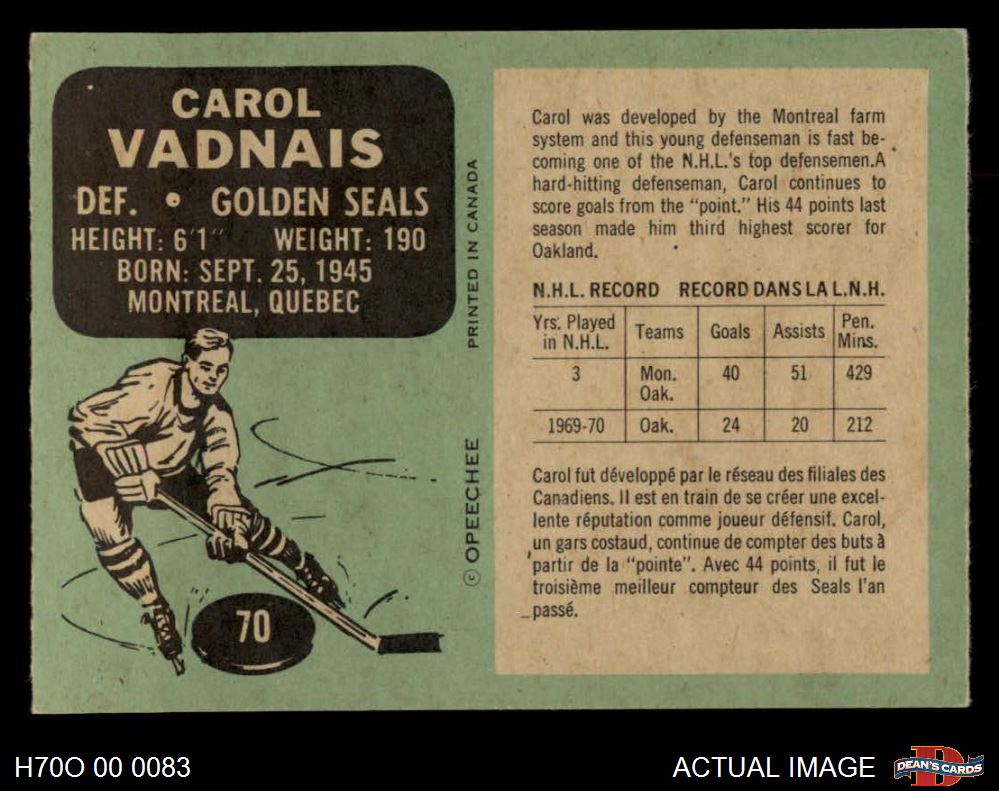 CAROL
VADNAIS
DEF. • GOLDEN SEALS
HEIGHT: 6'1" WEIGHT: 190
BORN: SEPT. 25, 1945
MONTREAL, QUEBEC
70
PRINTED IN CANADA
© OPEECHEE
Carol was developed by the Montreal farm
system and this young defenseman is fast be-
coming one of the N.H.L.'s top defensemen.A
hard-hitting defenseman, Carol continues to
score goals from the "point." His 44 points last
season made him third highest scorer for
Oakland.
N.H.L. RECORD RECORD DANS LA L.N.H.
Yrs. Played in N.H.L. Teams Goals Assists Pen. Mins.
3 Mon. Oak. 40 51 429
1969-70 Oak. 24 20 212
Carol fut développé par le réseau des filiales des
Canadiens. Il est en train de se créer une excel-
lente réputation comme joueur défensif. Carol,
un gars costaud, continue de compter des buts à
partir de la "pointe". Avec 44 points, il fut le
troisième meilleur compteur des Seals l'an
passé.
H70O 00 0083
ACTUAL IMAGE
D
DEAN'S CARDS